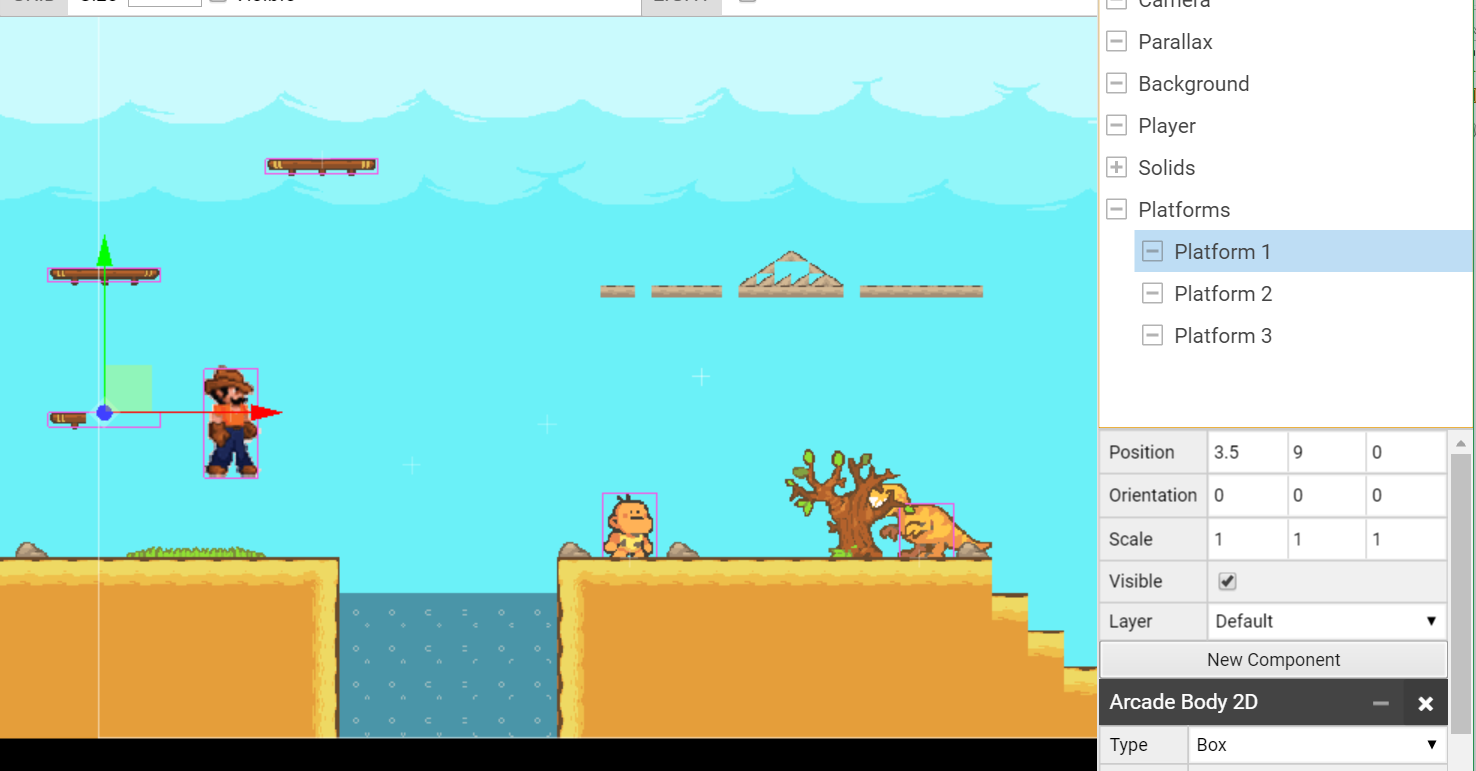 Camera
Parallax
Background
Player
Solids
Platforms
Platform 1
Platform 2
Platform 3
Position 3.5 9 0
Orientation 0 0 0
Scale 1 1 1
Visible
Layer Default
New Component
Arcade Body 2D
Type Box